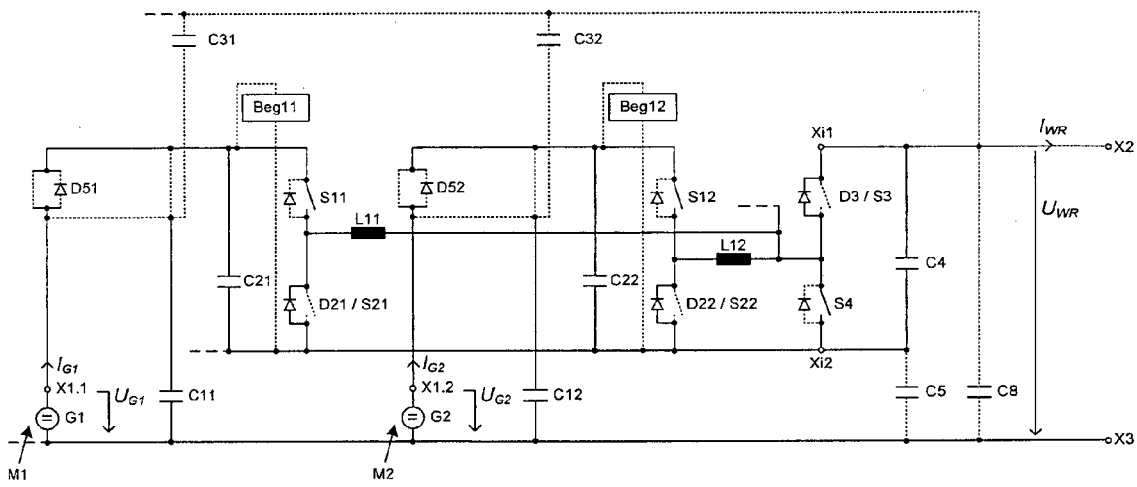 C31
C32
Beg11
Beg12
Xi1
I_WR
X2
D51
D52
S11
S12
D3 / S3
U_WR
L11
L12
C21
C22
C4
D21 / S21
D22 / S22
S4
Xi2
I_G1
I_G2
X1.1
X1.2
U_G1
U_G2
C11
C12
C5
C8
G1
G2
X3
M1
M2